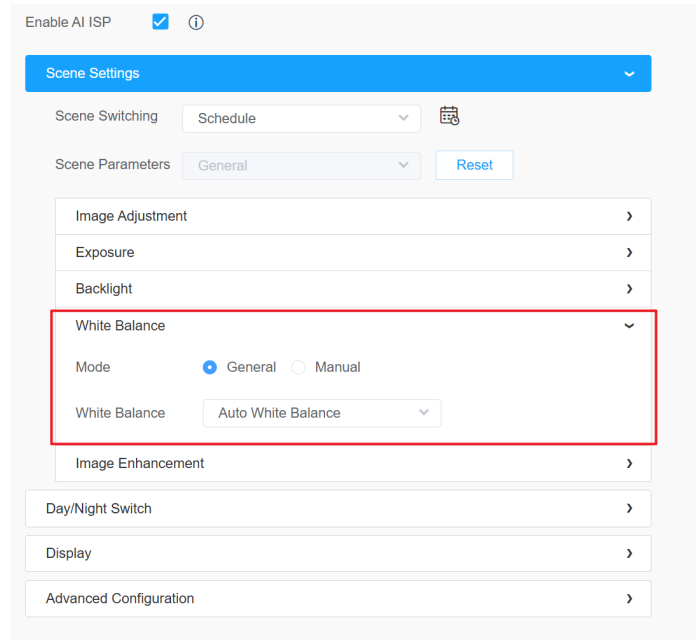 Enable AI ISP
Scene Settings
Scene Switching Schedule
Scene Parameters General Reset
Image Adjustment
Exposure
Backlight
White Balance
Mode General Manual
White Balance Auto White Balance
Image Enhancement
Day/Night Switch
Display
Advanced Configuration